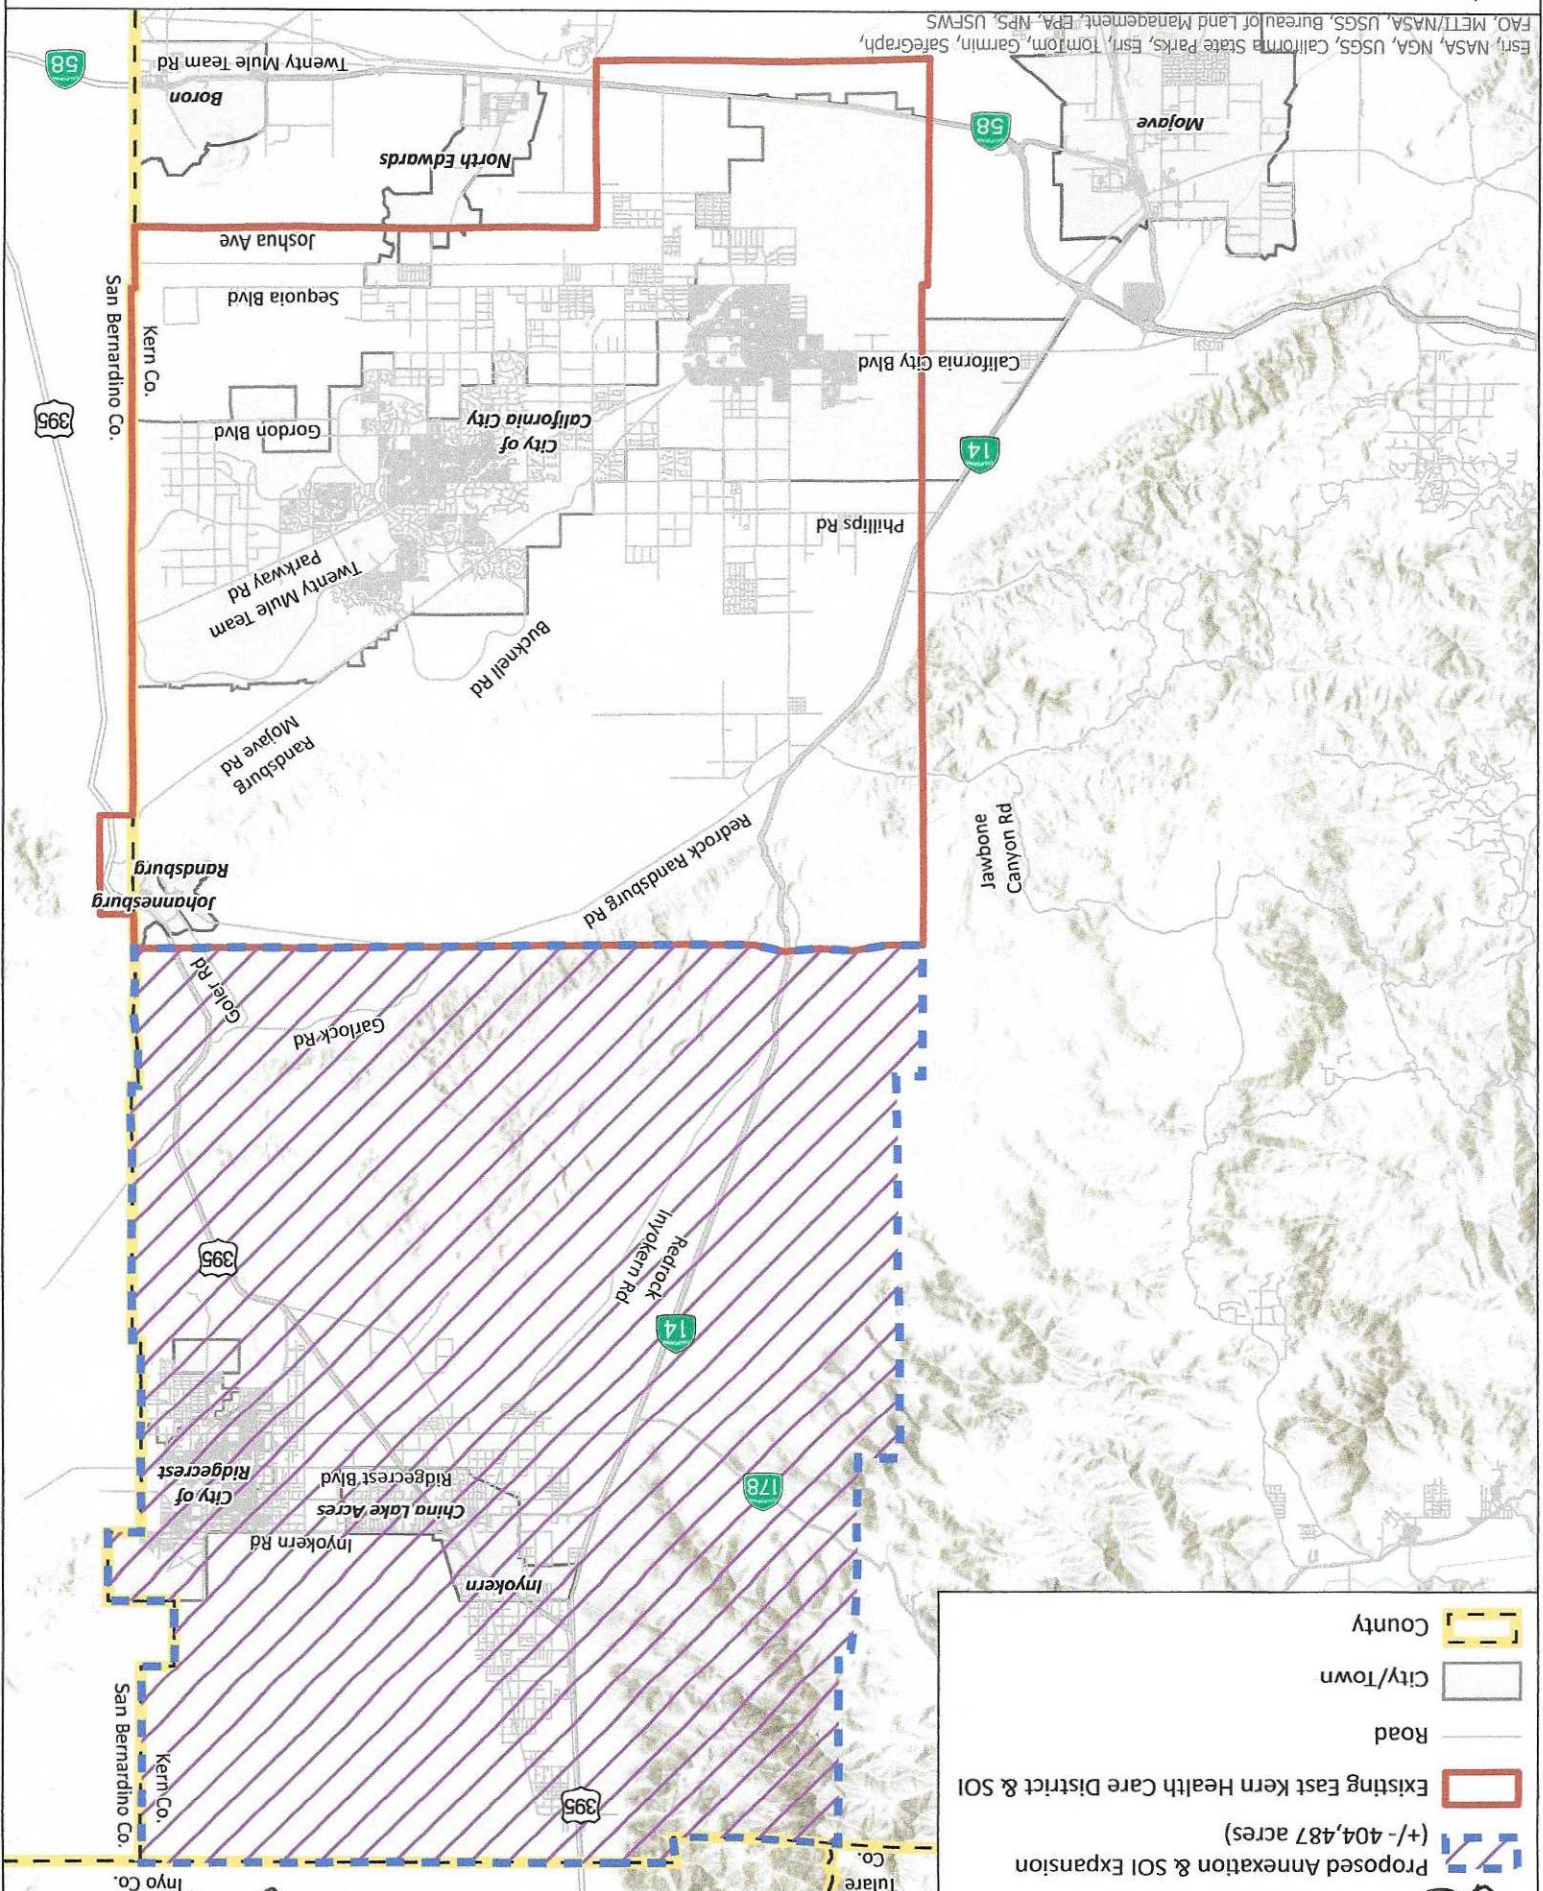 Proposed Annexation & SOI Expansion
(+/- 404,487 acres)
Existing East Kern Health Care District & SOI
Road
City/Town
County
Tulare
Co.
Inyo Co.
395
Kern Co.
San Bernardino Co.
Inyokern
Inyokern Rd
China Lake Acres
Ridgecrest Blvd
City of
Ridgecrest
178
14
Redrock
Inyokern Rd
395
Garlock Rd
Goler Rd
Jawbone
Canyon Rd
Redrock Randsburg Rd
Johannesburg
Randsburg
Randsburg
Mojave Rd
Bucknell Rd
Twenty Mule Team
Parkway Rd
Phillips Rd
14
City of
California City
Gordon Blvd
395
California City Blvd
Kern Co.
San Bernardino Co.
Sequoia Blvd
Joshua Ave
Mojave
58
North Edwards
Boron
Twenty Mule Team Rd
58
Esri, NASA, NGA, USGS, California State Parks, Esri, TomTom, Garmin, SafeGraph,
FAO, METI/NASA, USGS, Bureau of Land Management, EPA, NPS, USFWS